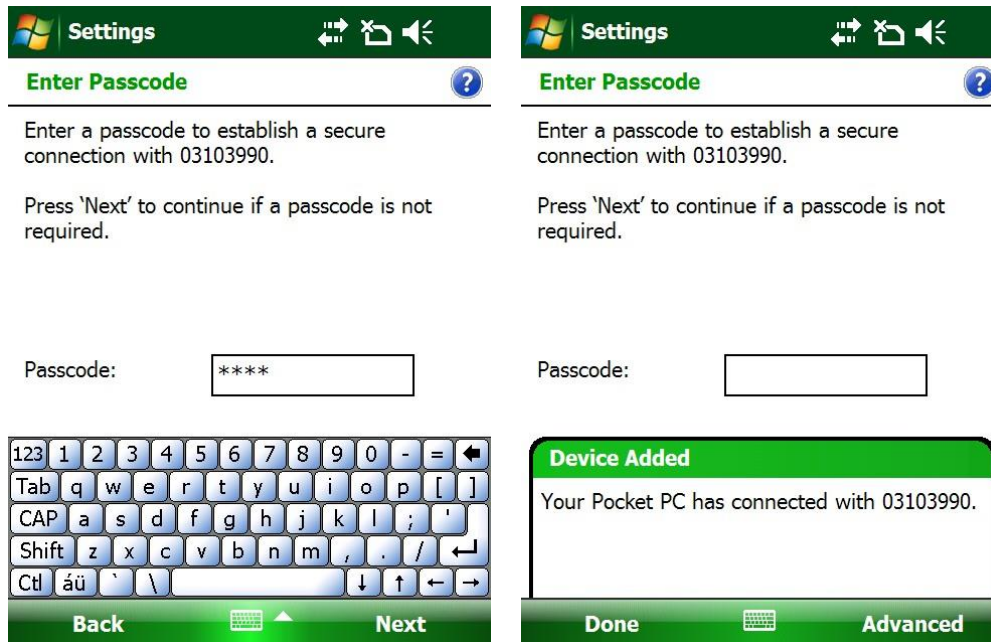 Settings
Enter Passcode
Enter a passcode to establish a secure
connection with 03103990.
Press `Next' to continue if a passcode is not
required.
Passcode: ****
123 1 2 3 4 5 6 7 8 9 0 - =
Tab q w e r t y u i o p [ ]
CAP a s d f g h j k l ; '
Shift z x c v b n m , . /
Ctl áü ` \
Back Next
Settings
Enter Passcode
Enter a passcode to establish a secure
connection with 03103990.
Press `Next' to continue if a passcode is not
required.
Passcode:
Device Added
Your Pocket PC has connected with 03103990.
Done Advanced